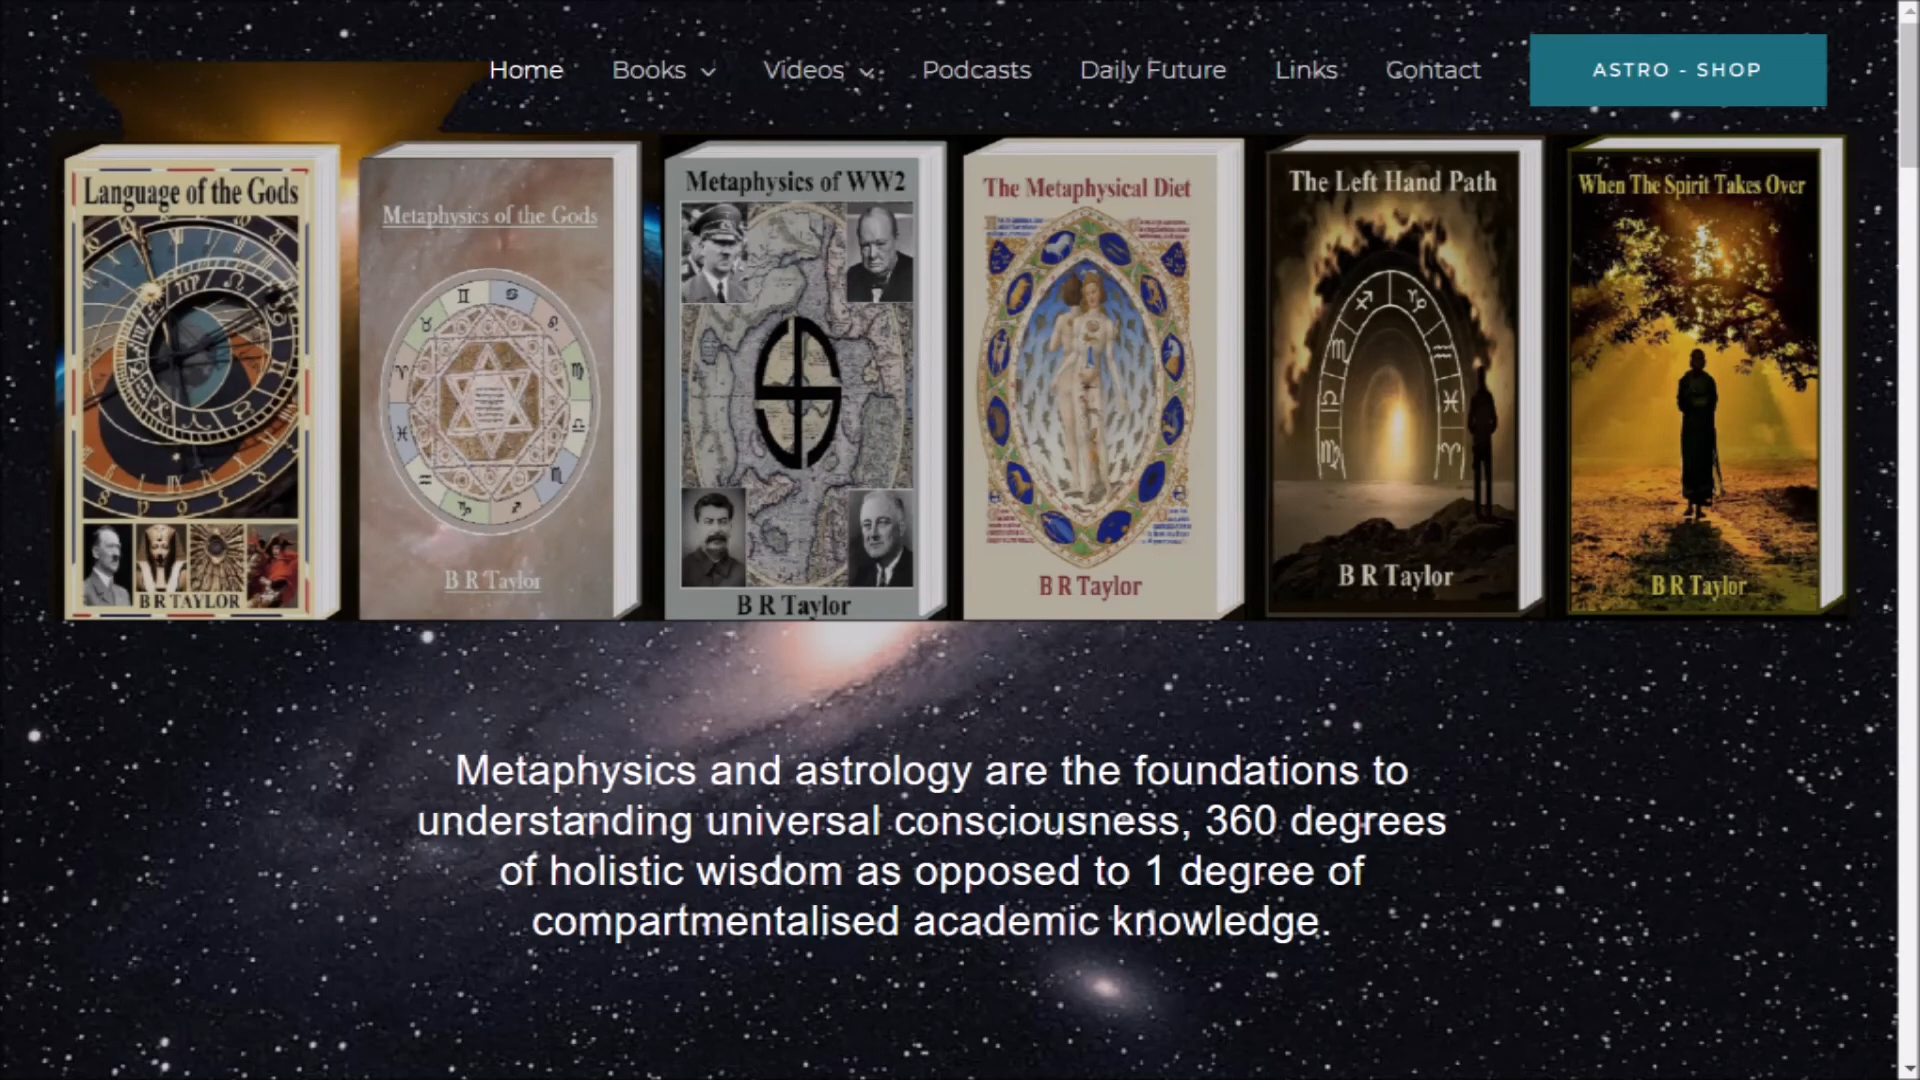 Home Books Videos Podcasts Daily Future Links Contact ASTRO - SHOP
Language of the Gods
B R TAYLOR
Metaphysics of the Gods
B R Taylor
Metaphysics of WW2
B R Taylor
The Metaphysical Diet
B R Taylor
The Left Hand Path
B R Taylor
When The Spirit Takes Over
B R Taylor
Metaphysics and astrology are the foundations to
understanding universal consciousness, 360 degrees
of holistic wisdom as opposed to 1 degree of
compartmentalised academic knowledge.